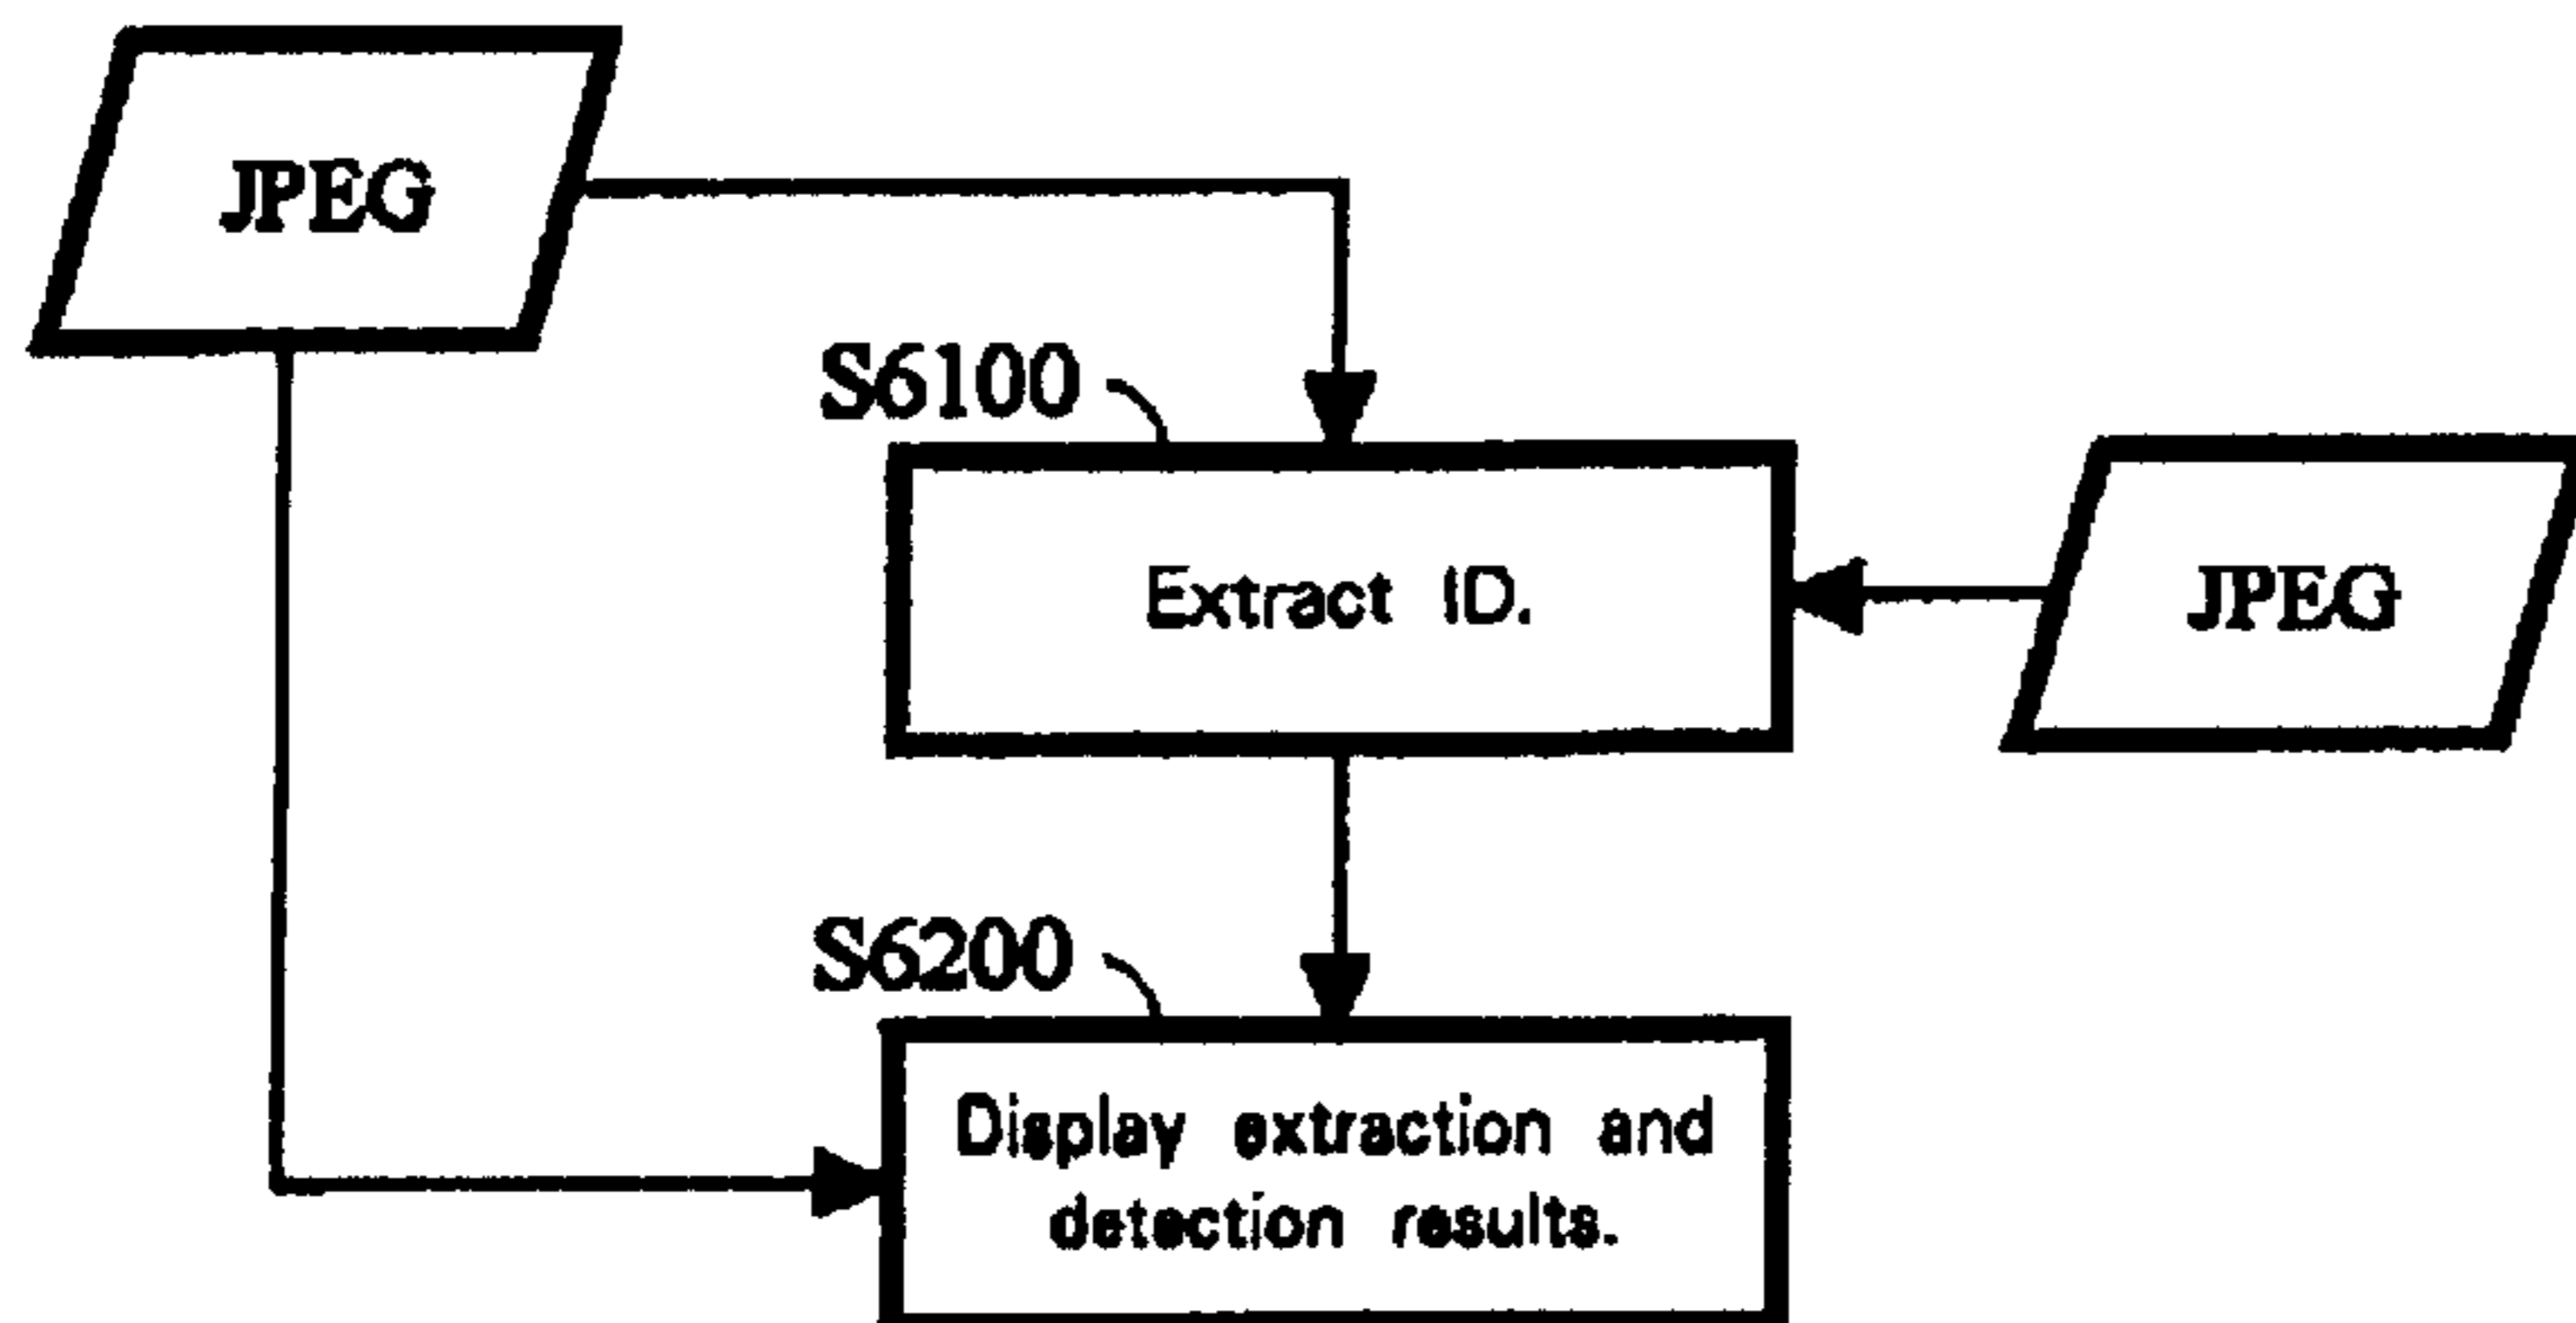 JPEG
S6100
Extract ID.
JPEG
S6200
Display extraction and
detection results.